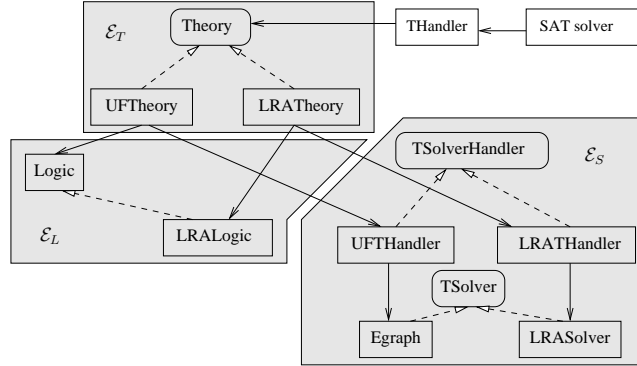 ℰ_T
Theory
THandler
SAT solver
UFTheory
LRATheory
Logic
TSolverHandler
ℰ_S
ℰ_L
LRALogic
UFTHandler
LRATHandler
TSolver
Egraph
LRASolver